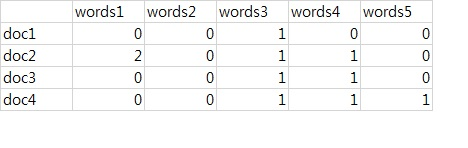 words1 words2 words3 words4 words5
doc1 0 0 1 0 0
doc2 2 0 1 1 0
doc3 0 0 1 1 0
doc4 0 0 1 1 1